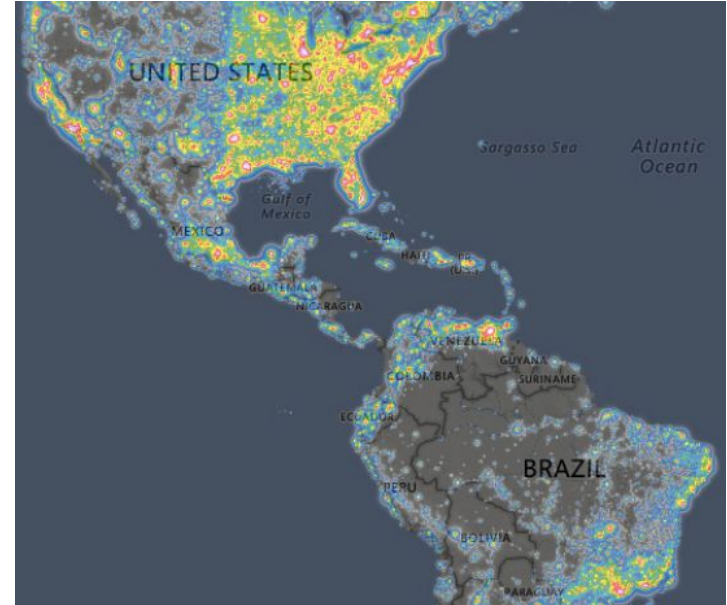 UNITED STATES
Sargasso Sea
Atlantic
Ocean
Gulf of
Mexico
MEXICO
CUBA
HAITI
PR
(U.S.)
GUATEMALA
NICARAGUA
VENEZUELA
GUYANA
COLOMBIA
SURINAME
ECUADOR
BRAZIL
PERU
BOLIVIA
PARAGUAY